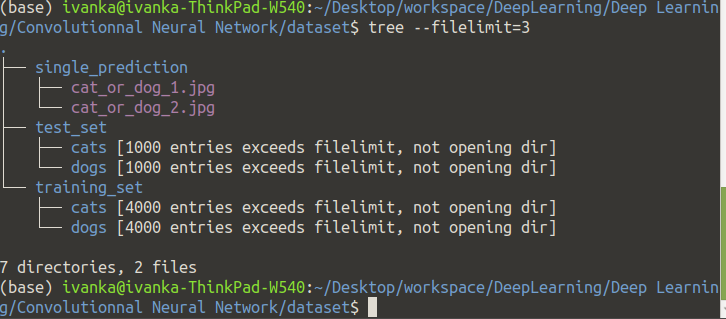 (base) ivanka@ivanka-ThinkPad-W540:~/Desktop/workspace/DeepLearning/Deep Learnin
g/Convolutionnal Neural Network/dataset$ tree --filelimit=3
.
├── single_prediction
│   ├── cat_or_dog_1.jpg
│   └── cat_or_dog_2.jpg
├── test_set
│   ├── cats [1000 entries exceeds filelimit, not opening dir]
│   └── dogs [1000 entries exceeds filelimit, not opening dir]
└── training_set
    ├── cats [4000 entries exceeds filelimit, not opening dir]
    └── dogs [4000 entries exceeds filelimit, not opening dir]
7 directories, 2 files
(base) ivanka@ivanka-ThinkPad-W540:~/Desktop/workspace/DeepLearning/Deep Learnin
g/Convolutionnal Neural Network/dataset$